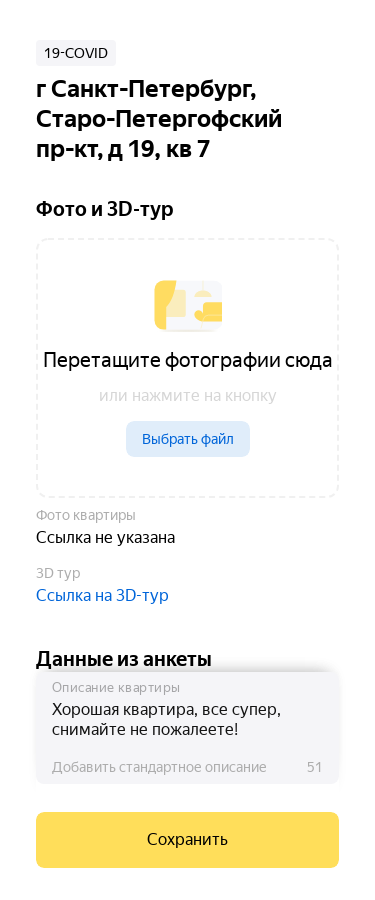 19-COVID
г Санкт-Петербург,
Старо-Петергофский
пр-кт, д 19, кв 7
Фото и 3D-тур
Перетащите фотографии сюда
или нажмите на кнопку
Выбрать файл
Фото квартиры
Ссылка не указана
3D тур
Ссылка на 3D-тур
Данные из анкеты
Описание квартиры
Хорошая квартира, все супер,
снимайте не пожалеете!
Добавить стандартное описание 51
Сохранить